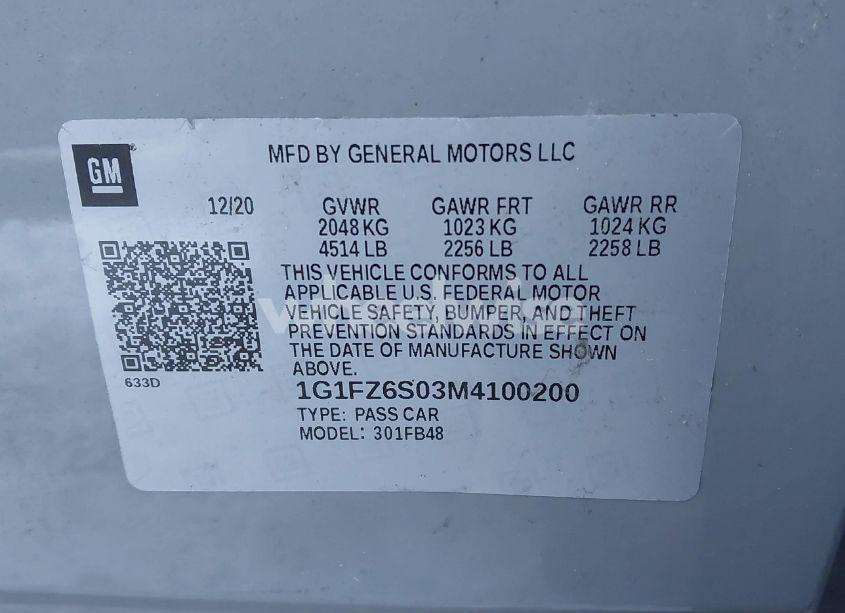 GM
MFD BY GENERAL MOTORS LLC
12/20 GVWR GAWR FRT GAWR RR
2048 KG 1023 KG 1024 KG
4514 LB 2256 LB 2258 LB
THIS VEHICLE CONFORMS TO ALL
APPLICABLE U.S. FEDERAL MOTOR
VEHICLE SAFETY, BUMPER, AND THEFT
PREVENTION STANDARDS IN EFFECT ON
THE DATE OF MANUFACTURE SHOWN
ABOVE.
633D
1G1FZ6S03M4100200
TYPE: PASS CAR
MODEL: 301FB48